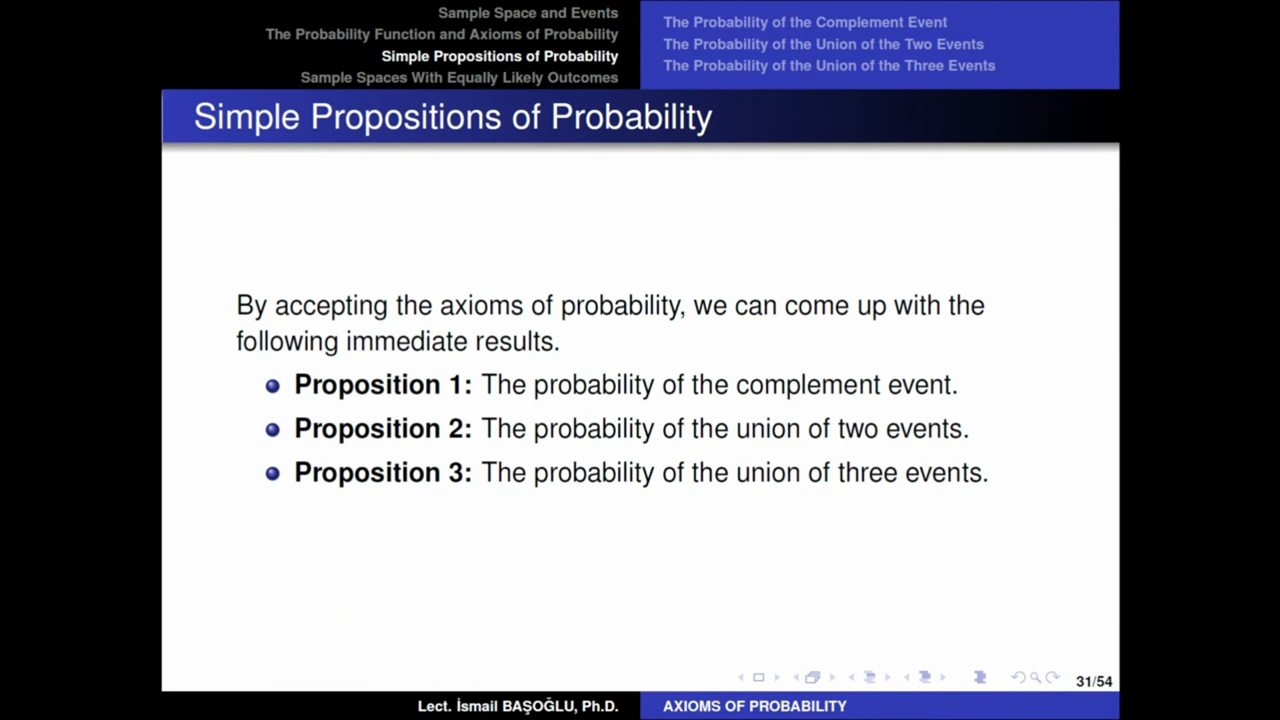 Sample Space and Events
The Probability Function and Axioms of Probability
Simple Propositions of Probability
Sample Spaces With Equally Likely Outcomes
The Probability of the Complement Event
The Probability of the Union of the Two Events
The Probability of the Union of the Three Events
Simple Propositions of Probability
By accepting the axioms of probability, we can come up with the
following immediate results.
Proposition 1: The probability of the complement event.
Proposition 2: The probability of the union of two events.
Proposition 3: The probability of the union of three events.
31/54
Lect. İsmail BAŞOĞLU, Ph.D.
AXIOMS OF PROBABILITY